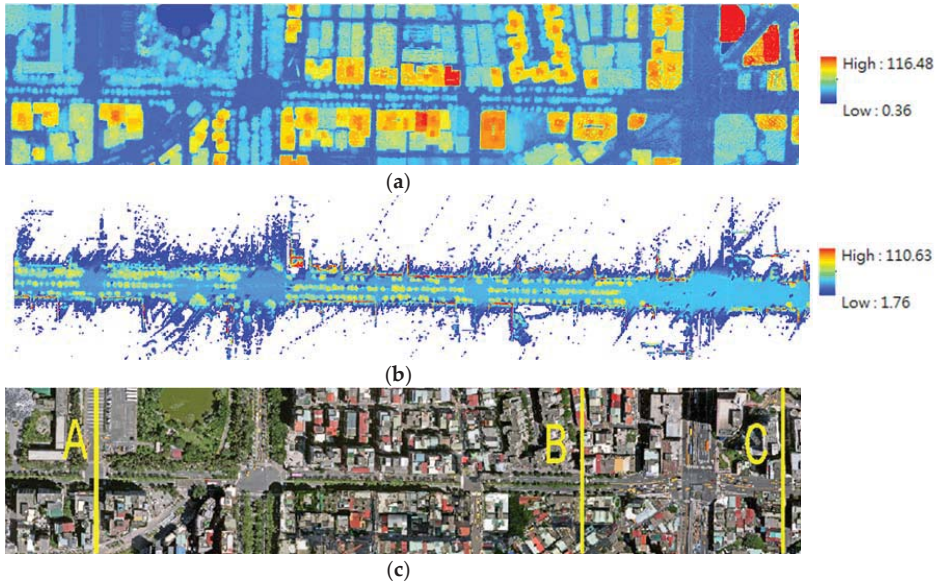 High : 116.48
Low : 0.36
(a)
High : 110.63
Low : 1.76
(b)
A
B
C
(c)